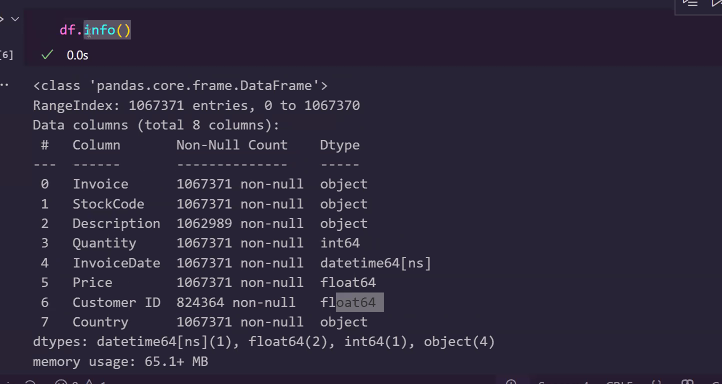 df.info()
[6]
0.0s
<class 'pandas.core.frame.DataFrame'>
RangeIndex: 1067371 entries, 0 to 1067370
Data columns (total 8 columns):
#   Column       Non-Null Count    Dtype
---  ------       --------------    -----
0   Invoice      1067371 non-null  object
1   StockCode    1067371 non-null  object
2   Description  1062989 non-null  object
3   Quantity     1067371 non-null  int64
4   InvoiceDate  1067371 non-null  datetime64[ns]
5   Price        1067371 non-null  float64
6   Customer ID  824364 non-null   float64
7   Country      1067371 non-null  object
dtypes: datetime64[ns](1), float64(2), int64(1), object(4)
memory usage: 65.1+ MB